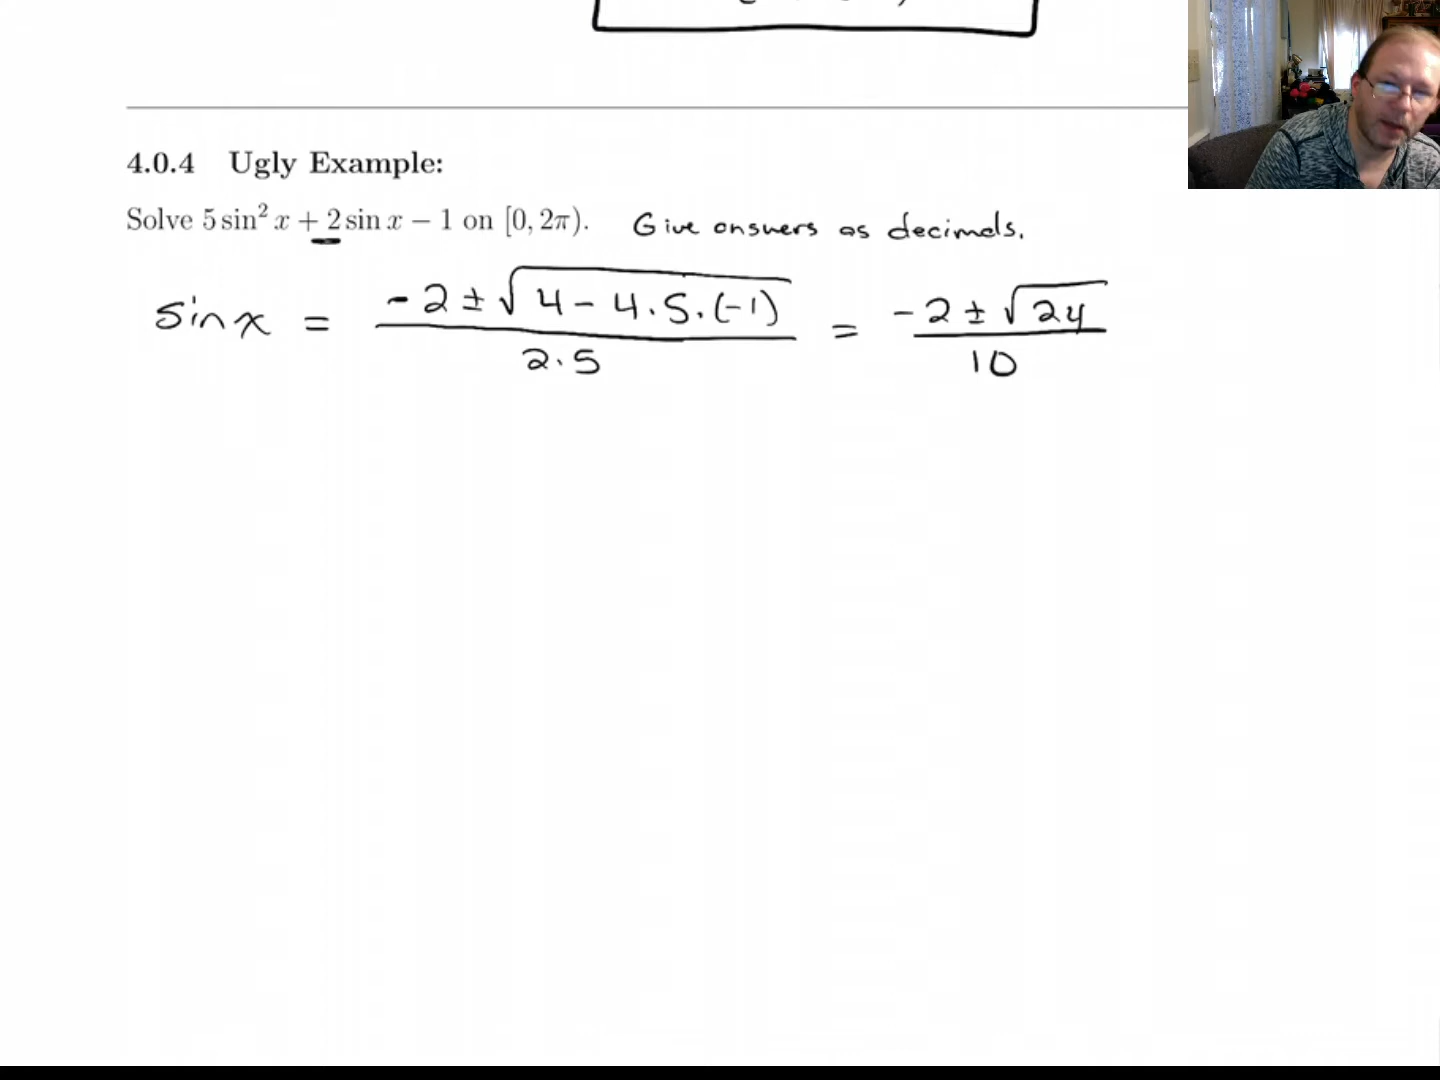 4.0.4 Ugly Example:
Solve 5 sin² x + 2 sin x − 1 on [0, 2π). Give answers as decimals.
sin x = (-2 ± √(4 - 4·5·(-1)))/(2·5) = (-2 ± √24)/10